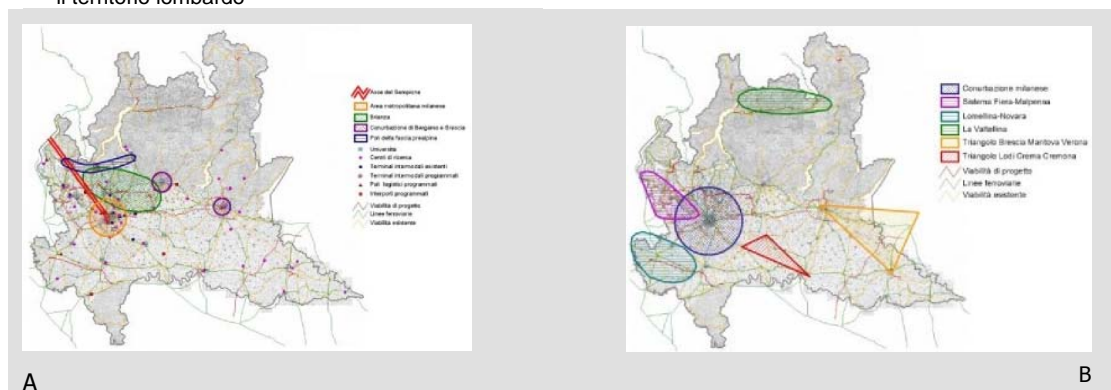 il territorio lombardo
Asse del Sempione
Area metropolitana milanese
Brianza
Conurbazione di Bergamo e Brescia
Poli della fascia prealpina
Università
Centri di ricerca
Terminal intermodali esistenti
Terminal intermodali programmati
Poli logistici programmati
Interporti programmati
Viabilità di progetto
Linee ferroviarie
Viabilità esistente
A
Conurbazione milanese
Sistema Fiera-Malpensa
Lomellina-Novara
La Valtellina
Triangolo Brescia Mantova Verona
Triangolo Lodi Crema Cremona
Viabilità di progetto
Linee ferroviarie
Viabilità esistente
B